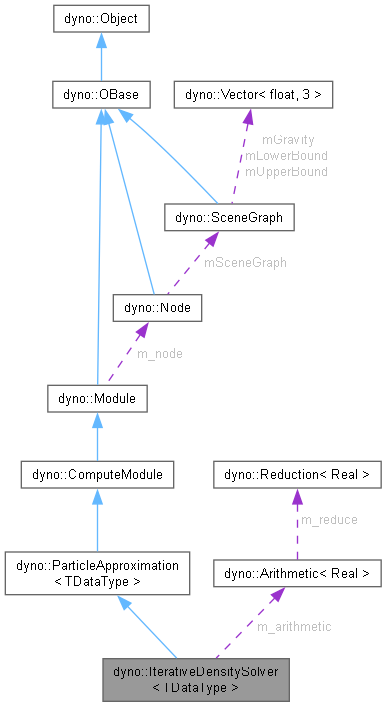 dyno::Object
dyno::OBase
dyno::Vector< float, 3 >
mGravity
mLowerBound
mUpperBound
dyno::SceneGraph
mSceneGraph
dyno::Node
m_node
dyno::Module
dyno::ComputeModule
dyno::Reduction< Real >
m_reduce
dyno::ParticleApproximation
< TDataType >
dyno::Arithmetic< Real >
m_arithmetic
dyno::IterativeDensitySolver
< TDataType >